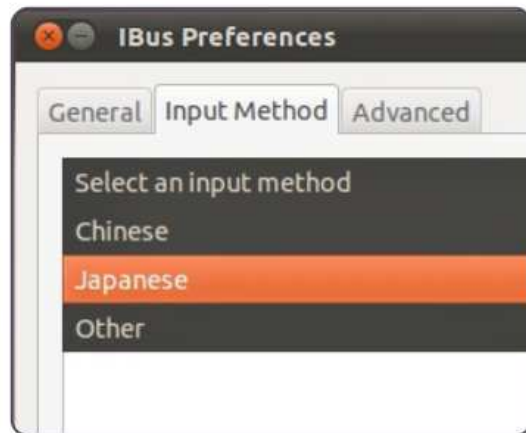 IBus Preferences
General Input Method Advanced
Select an input method
Chinese
Japanese
Other